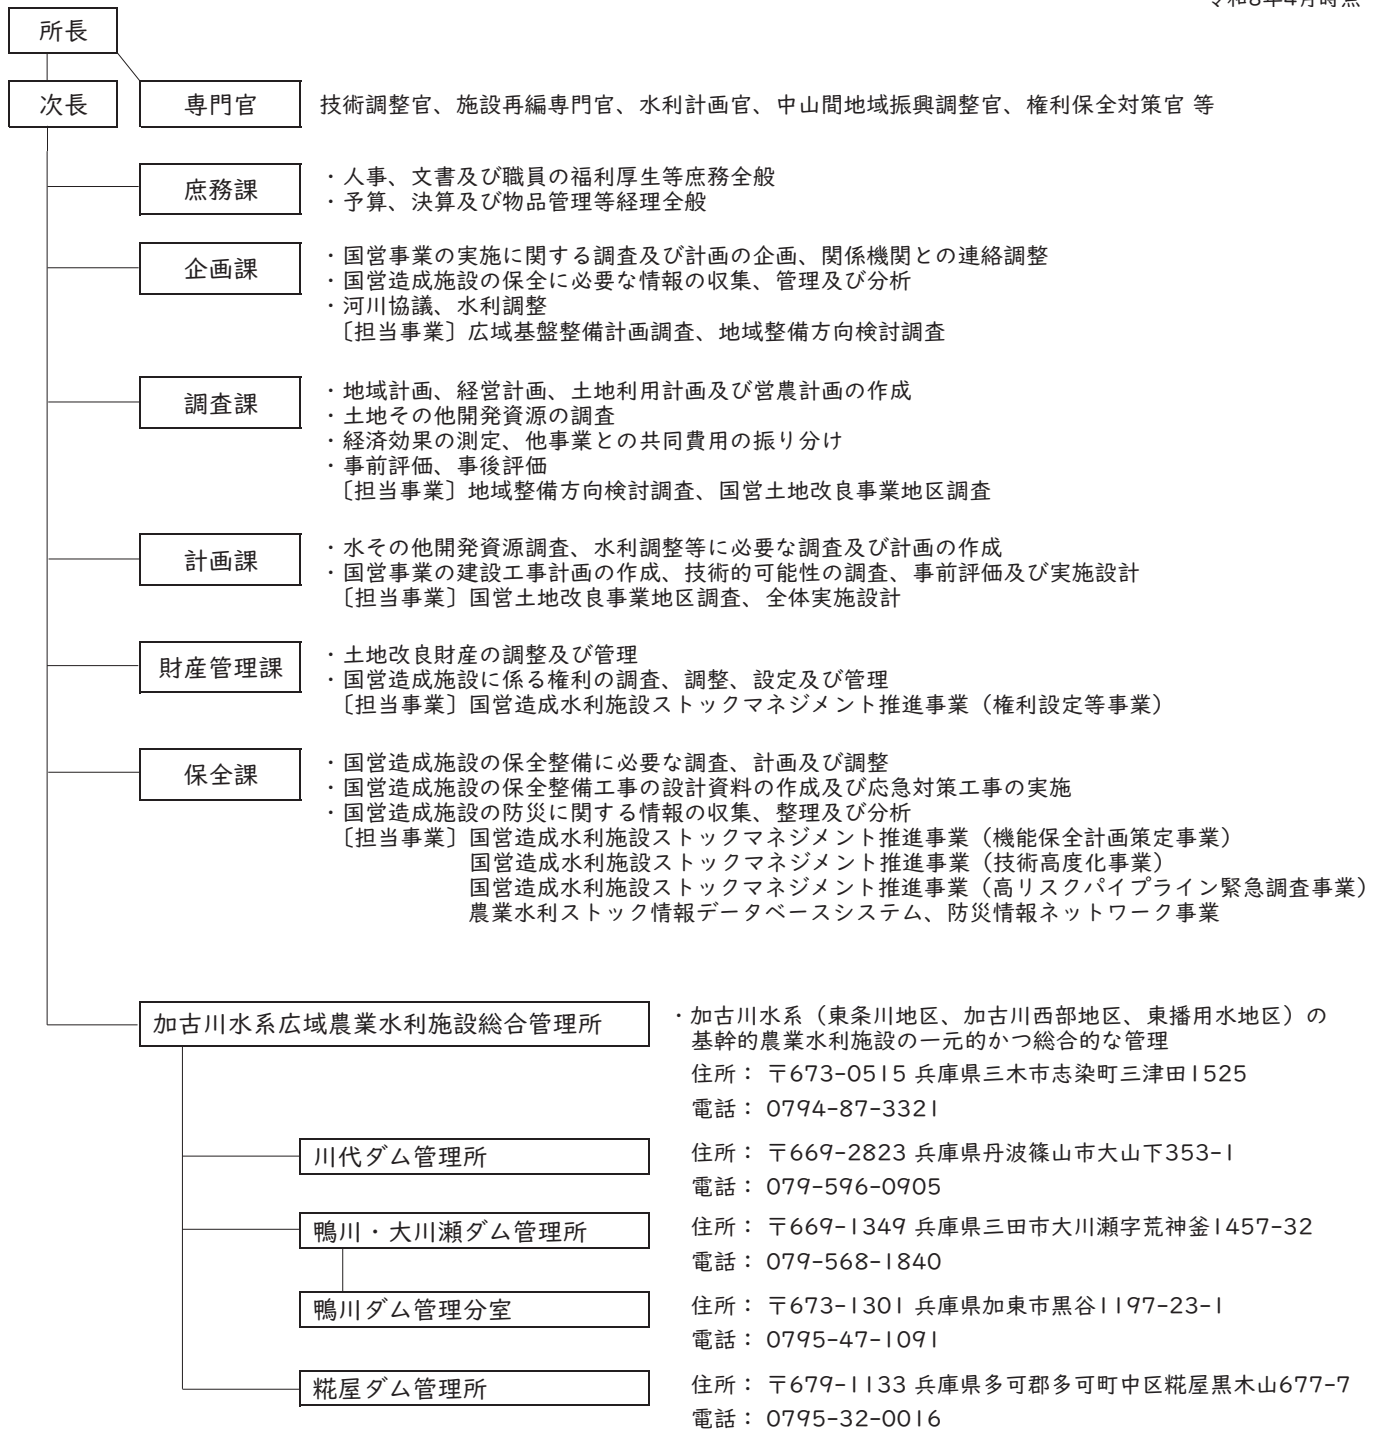 令和8年4月時点
所長
次長
専門官
技術調整官、施設再編専門官、水利計画官、中山間地域振興調整官、権利保全対策官 等
庶務課
・人事、文書及び職員の福利厚生等庶務全般
・予算、決算及び物品管理等経理全般
企画課
・国営事業の実施に関する調査及び計画の企画、関係機関との連絡調整
・国営造成施設の保全に必要な情報の収集、管理及び分析
・河川協議、水利調整
〔担当事業〕広域基盤整備計画調査、地域整備方向検討調査
調査課
・地域計画、経営計画、土地利用計画及び営農計画の作成
・土地その他開発資源の調査
・経済効果の測定、他事業との共同費用の振り分け
・事前評価、事後評価
〔担当事業〕地域整備方向検討調査、国営土地改良事業地区調査
計画課
・水その他開発資源調査、水利調整等に必要な調査及び計画の作成
・国営事業の建設工事計画の作成、技術的可能性の調査、事前評価及び実施設計
〔担当事業〕国営土地改良事業地区調査、全体実施設計
財産管理課
・土地改良財産の調整及び管理
・国営造成施設に係る権利の調査、調整、設定及び管理
〔担当事業〕国営造成水利施設ストックマネジメント推進事業（権利設定等事業）
保全課
・国営造成施設の保全整備に必要な調査、計画及び調整
・国営造成施設の保全整備工事の設計資料の作成及び応急対策工事の実施
・国営造成施設の防災に関する情報の収集、整理及び分析
〔担当事業〕国営造成水利施設ストックマネジメント推進事業（機能保全計画策定事業）
国営造成水利施設ストックマネジメント推進事業（技術高度化事業）
国営造成水利施設ストックマネジメント推進事業（高リスクパイプライン緊急調査事業）
農業水利ストック情報データベースシステム、防災情報ネットワーク事業
加古川水系広域農業水利施設総合管理所
・加古川水系（東条川地区、加古川西部地区、東播用水地区）の
基幹的農業水利施設の一元的かつ総合的な管理
住所： 〒673-0515 兵庫県三木市志染町三津田1525
電話： 0794-87-3321
川代ダム管理所
住所： 〒669-2823 兵庫県丹波篠山市大山下353-1
電話： 079-596-0905
鴨川・大川瀬ダム管理所
住所： 〒669-1349 兵庫県三田市大川瀬字荒神釜1457-32
電話： 079-568-1840
鴨川ダム管理分室
住所： 〒673-1301 兵庫県加東市黒谷1197-23-1
電話： 0795-47-1091
糀屋ダム管理所
住所： 〒679-1133 兵庫県多可郡多可町中区糀屋黒木山677-7
電話： 0795-32-0016